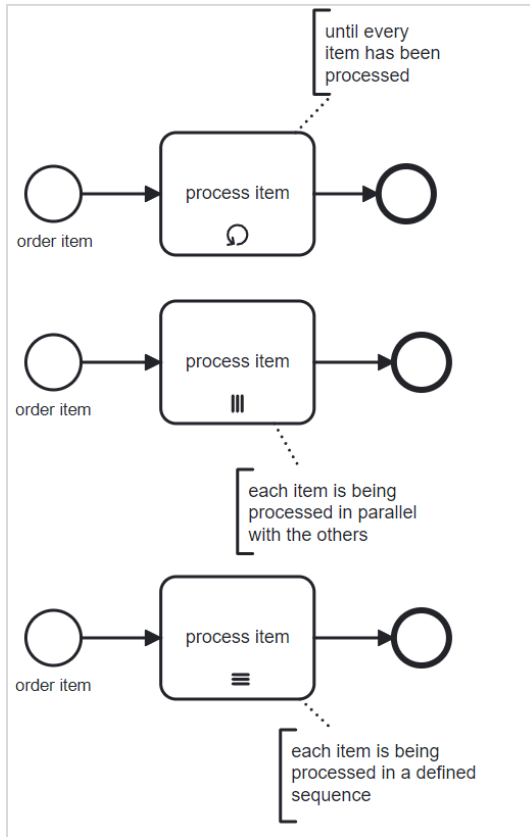 until every
item has been
processed
process item
order item
process item
order item
each item is being
processed in parallel
with the others
process item
order item
each item is being
processed in a defined
sequence